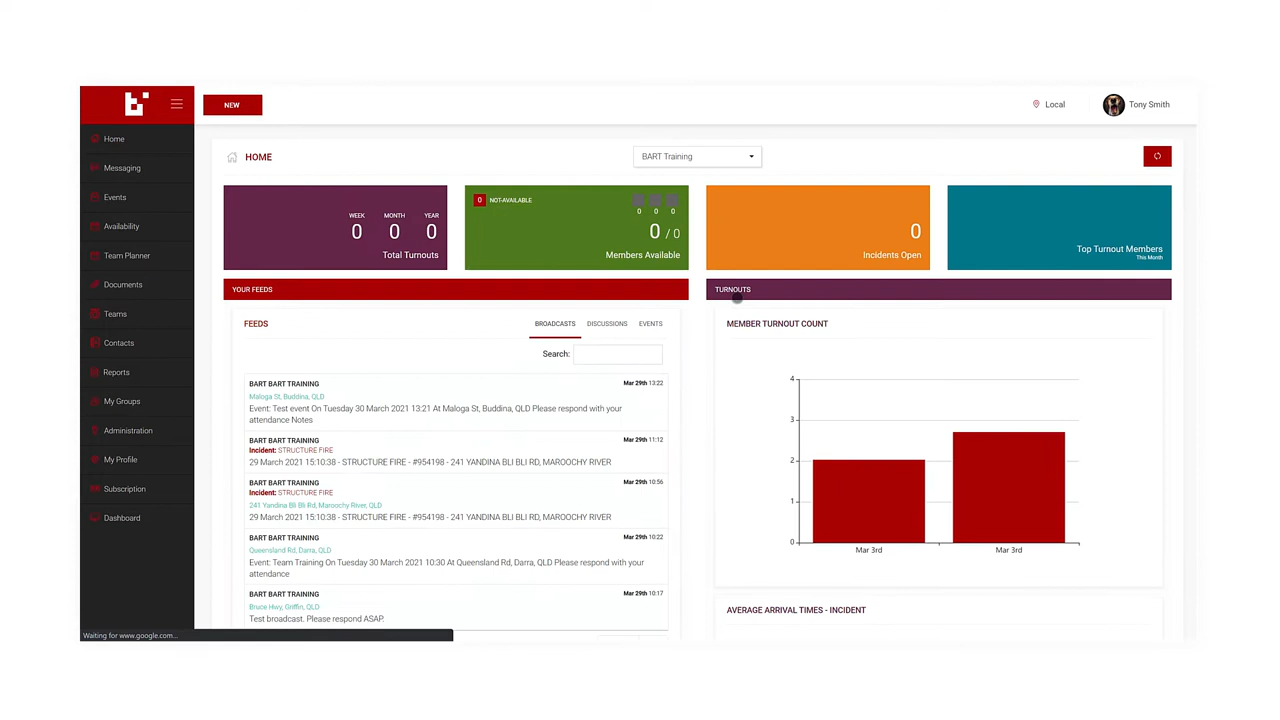 NEW
Local
Tony Smith
Home
Messaging
Events
Availability
Team Planner
Documents
Teams
Contacts
Reports
My Groups
Administration
My Profile
Subscription
Dashboard
HOME
BART Training
WEEK MONTH YEAR
0 0 0
Total Turnouts
0 NOT-AVAILABLE
0 0 0
0 / 0
Members Available
0
Incidents Open
Top Turnout Members
This Month
YOUR FEEDS
FEEDS
BROADCASTS DISCUSSIONS EVENTS
Search:
BART BART TRAINING Mar 29th 13:22
Maloga St, Buddina, QLD
Event: Test event On Tuesday 30 March 2021 13:21 At Maloga St, Buddina, QLD Please respond with your
attendance Notes
BART BART TRAINING Mar 29th 11:12
Incident: STRUCTURE FIRE
29 March 2021 15:10:38 - STRUCTURE FIRE - #954198 - 241 YANDINA BLI BLI RD, MAROOCHY RIVER
BART BART TRAINING Mar 29th 10:56
Incident: STRUCTURE FIRE
241 Yandina Bli Bli Rd, Maroochy River, QLD
29 March 2021 15:10:38 - STRUCTURE FIRE - #954198 - 241 YANDINA BLI BLI RD, MAROOCHY RIVER
BART BART TRAINING Mar 29th 10:22
Queensland Rd, Darra, QLD
Event: Team Training On Tuesday 30 March 2021 10:30 At Queensland Rd, Darra, QLD Please respond with your
attendance
BART BART TRAINING Mar 29th 10:17
Bruce Hwy, Griffin, QLD
Test broadcast. Please respond ASAP.
TURNOUTS
MEMBER TURNOUT COUNT
4
3
2
1
0
Mar 3rd Mar 3rd
AVERAGE ARRIVAL TIMES - INCIDENT
Waiting for www.google.com...